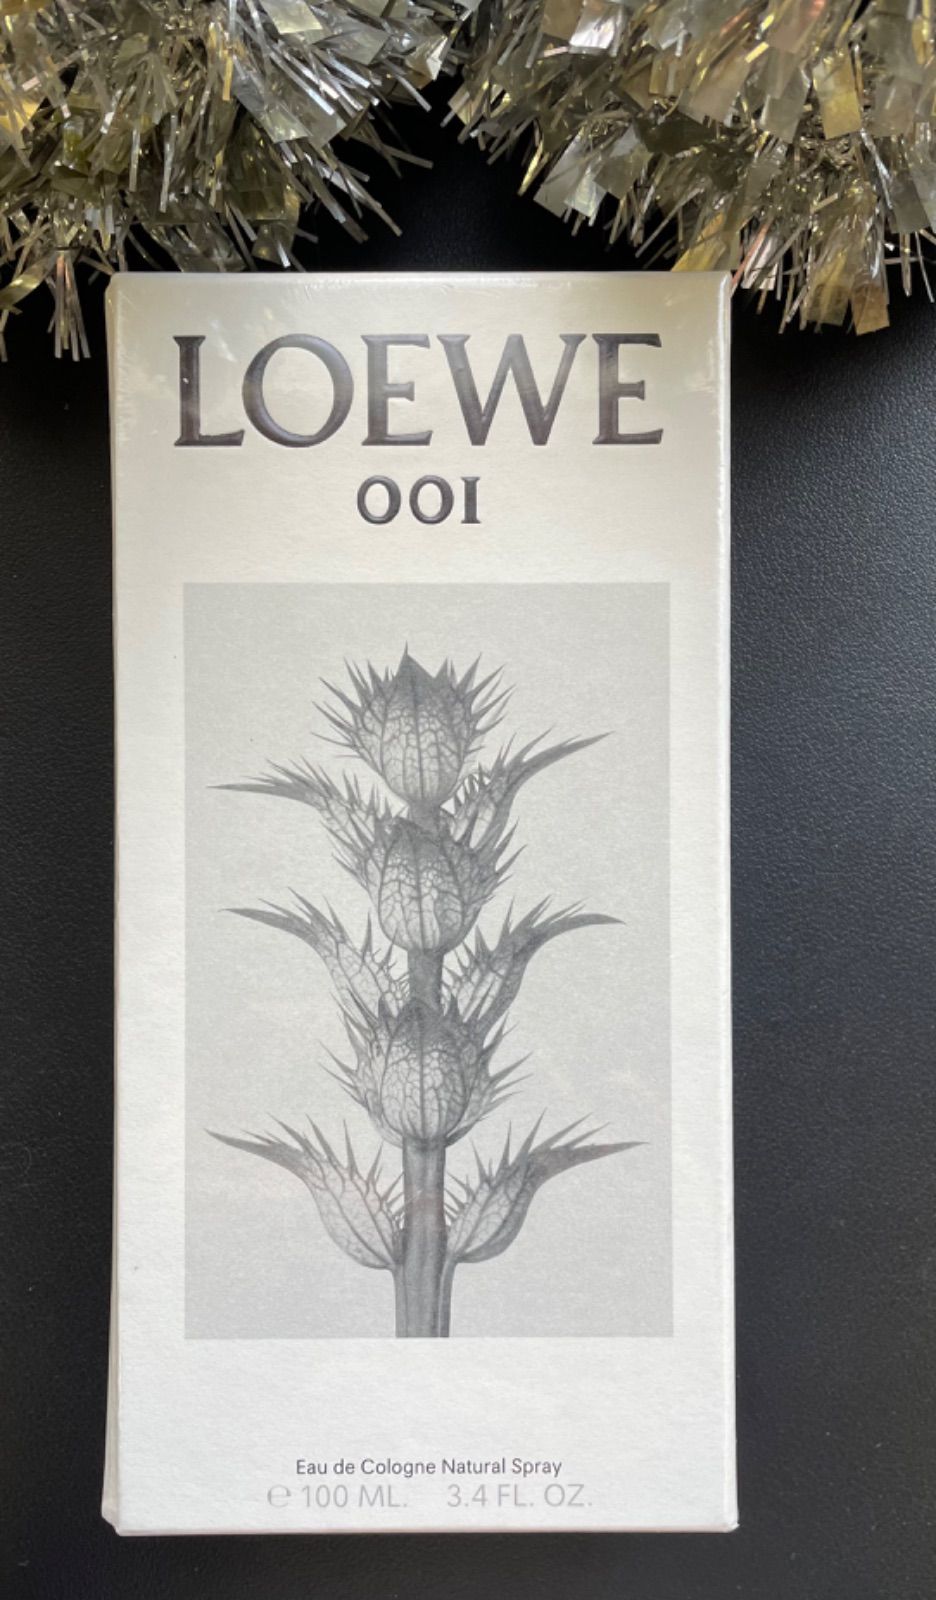 LOEWE
001
Eau de Cologne Natural Spray
℮ 100 ML. 3.4 FL. OZ.